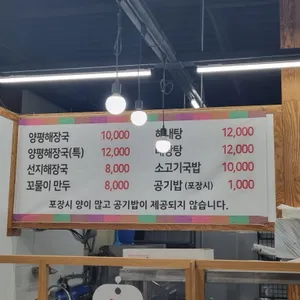 양평해장국 10,000
양평해장국(특) 12,000
선지해장국 8,000
꼬물이 만두 8,000
12,000
12,000
소고기국밥 10,000
공기밥 (포장시) 1,000
포장시 양이 많고 공기밥이 제공되지 않습니다.